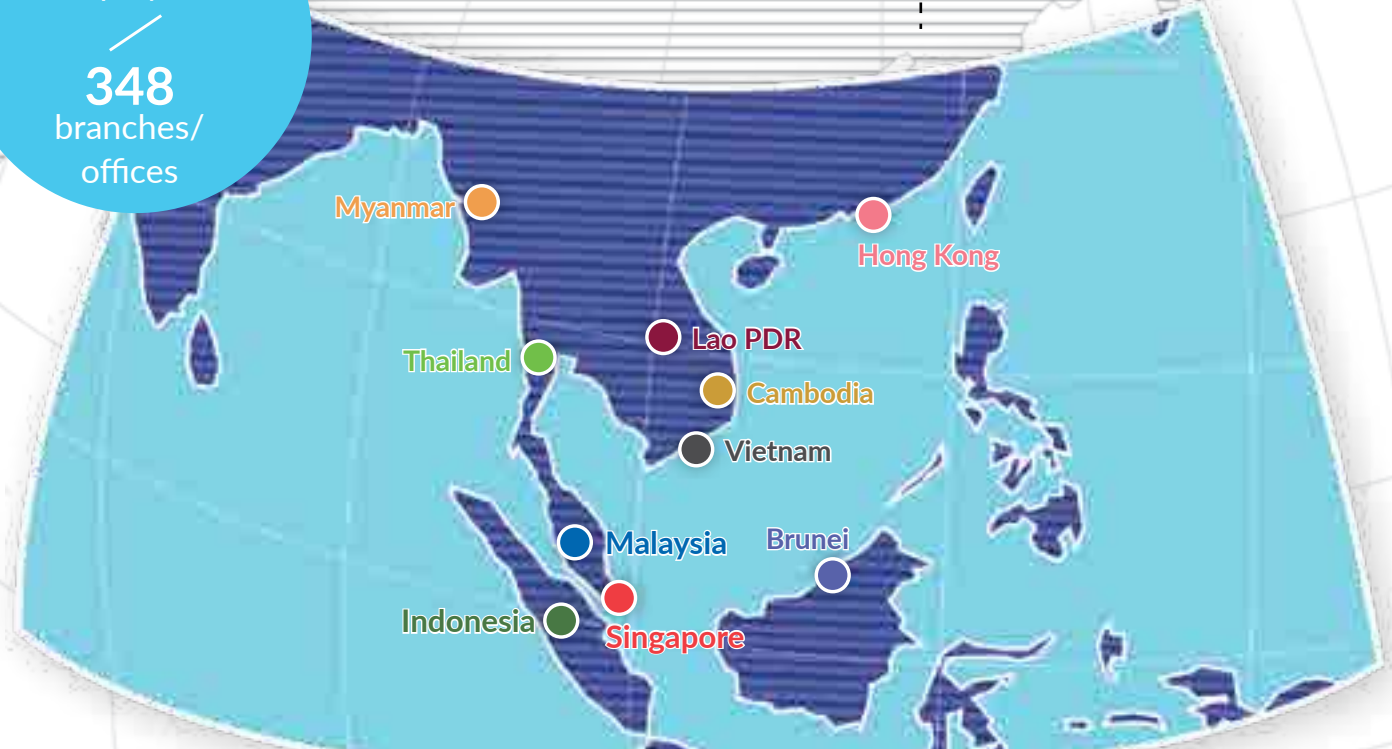 348
branches/
offices
Myanmar
Hong Kong
Lao PDR
Thailand
Cambodia
Vietnam
Malaysia
Brunei
Indonesia
Singapore